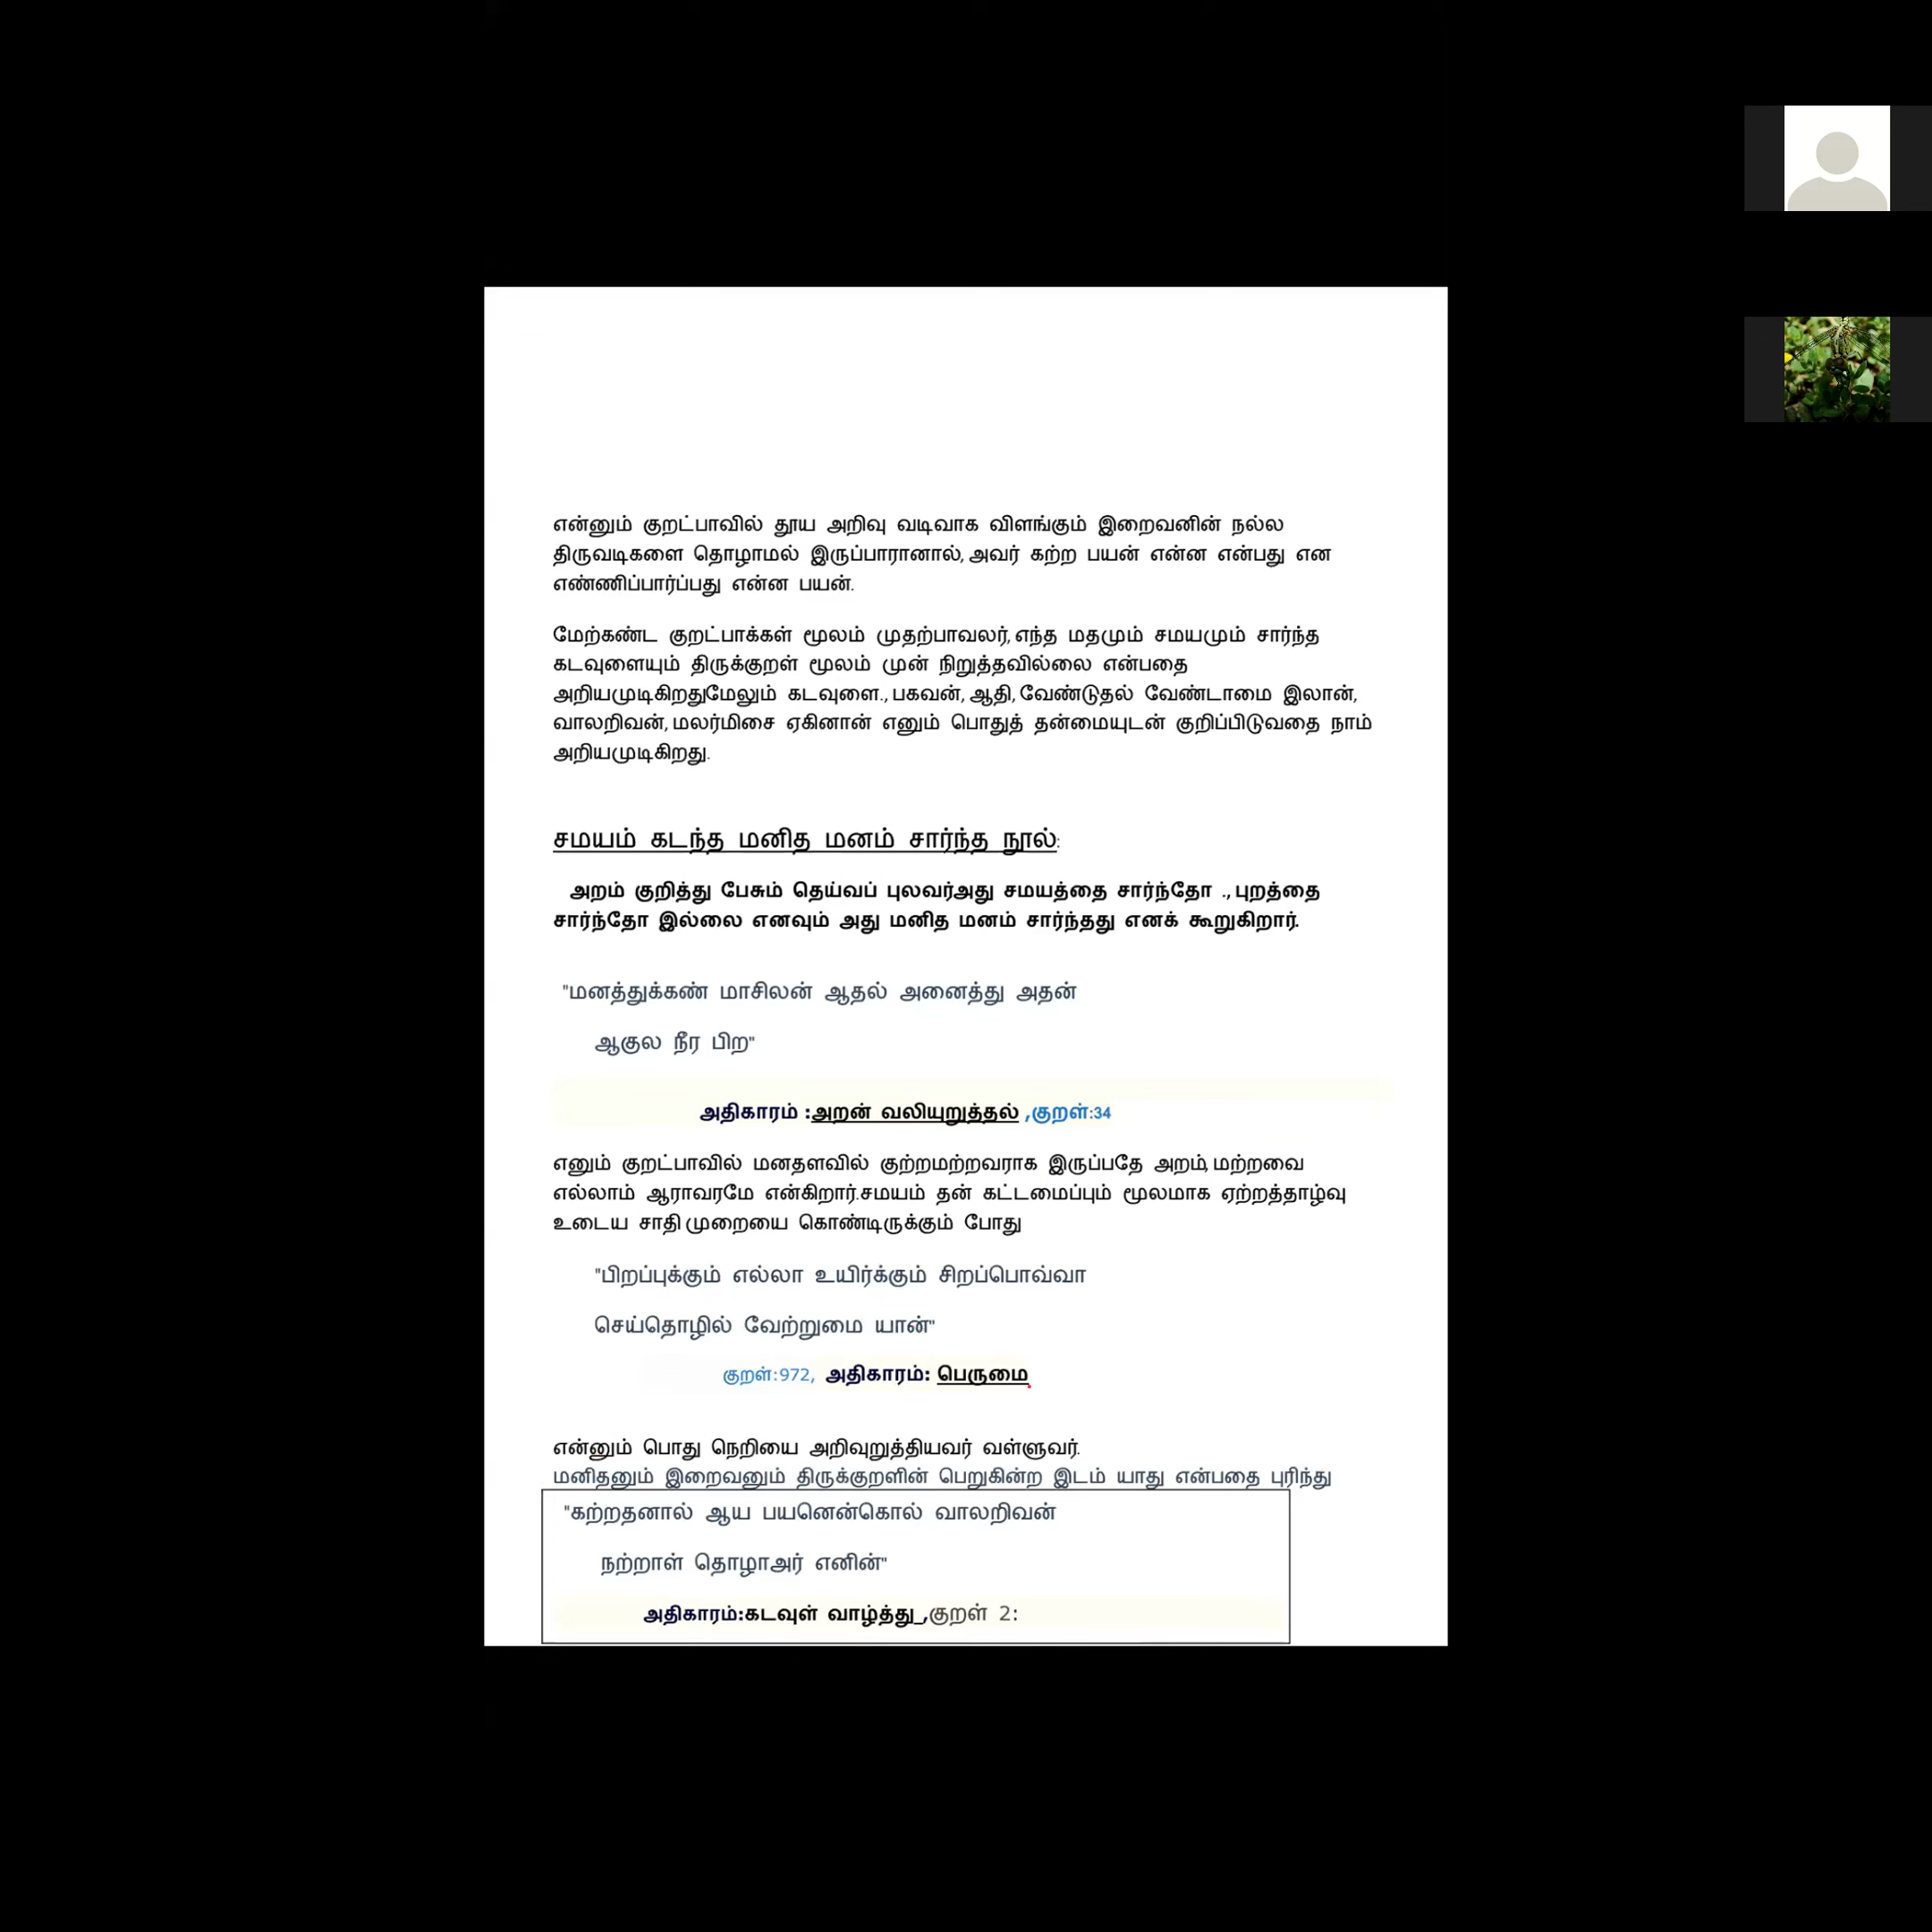 என்னும் குறட்பாவில் தூய அறிவு வடிவாக விளங்கும் இறைவனின் நல்ல
திருவடிகளை தொழாமல் இருப்பாரானால், அவர் கற்ற பயன் என்ன என்பது என
எண்ணிப்பார்ப்பது என்ன பயன்.
மேற்கண்ட குறட்பாக்கள் மூலம் முதற்பாவலர், எந்த மதமும் சமயமும் சார்ந்த
கடவுளையும் திருக்குறள் மூலம் முன் நிறுத்தவில்லை என்பதை
அறியமுடிகிறதுமேலும் கடவுளை., பகவன், ஆதி, வேண்டுதல் வேண்டாமை இலான்,
வாலறிவன், மலர்மிசை ஏகினான் எனும் பொதுத் தன்மையுடன் குறிப்பிடுவதை நாம்
அறியமுடிகிறது.
சமயம் கடந்த மனித மனம் சார்ந்த நூல்:
அறம் குறித்து பேசும் தெய்வப் புலவர்அது சமயத்தை சார்ந்தோ ., புறத்தை
சார்ந்தோ இல்லை எனவும் அது மனித மனம் சார்ந்தது எனக் கூறுகிறார்.
"மனத்துக்கண் மாசிலன் ஆதல் அனைத்து அதன்
ஆகுல நீர பிற"
அதிகாரம் :அறன் வலியுறுத்தல் ,குறள்:34
எனும் குறட்பாவில் மனதளவில் குற்றமற்றவராக இருப்பதே அறம், மற்றவை
எல்லாம் ஆராவரமே என்கிறார்.சமயம் தன் கட்டமைப்பும் மூலமாக ஏற்றத்தாழ்வு
உடைய சாதி முறையை கொண்டிருக்கும் போது
"பிறப்புக்கும் எல்லா உயிர்க்கும் சிறப்பொவ்வா
செய்தொழில் வேற்றுமை யான்"
குறள்:972, அதிகாரம்: பெருமை
என்னும் பொது நெறியை அறிவுறுத்தியவர் வள்ளுவர்.
மனிதனும் இறைவனும் திருக்குறளின் பெறுகின்ற இடம் யாது என்பதை புரிந்து
"கற்றதனால் ஆய பயனென்கொல் வாலறிவன்
நற்றாள் தொழாஅர் எனின்"
அதிகாரம்:கடவுள் வாழ்த்து_,குறள் 2: